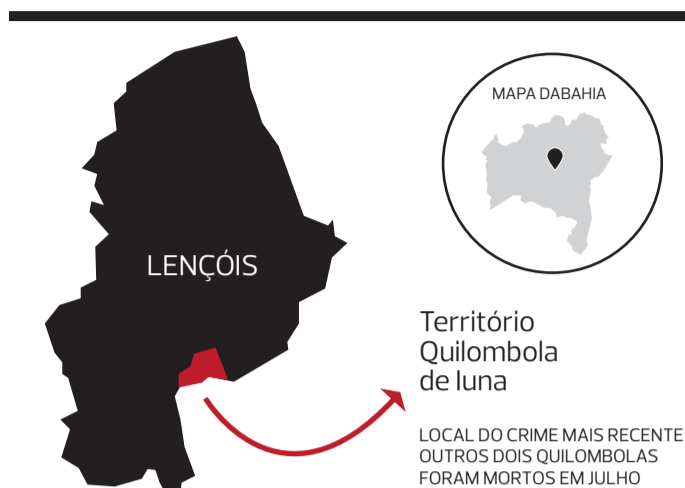 MAPA DABAHIA
LENÇÓIS
Território
Quilombola
de luna
LOCAL DO CRIME MAIS RECENTE
OUTROS DOIS QUILOMBOLAS
FORAM MORTOS EM JULHO